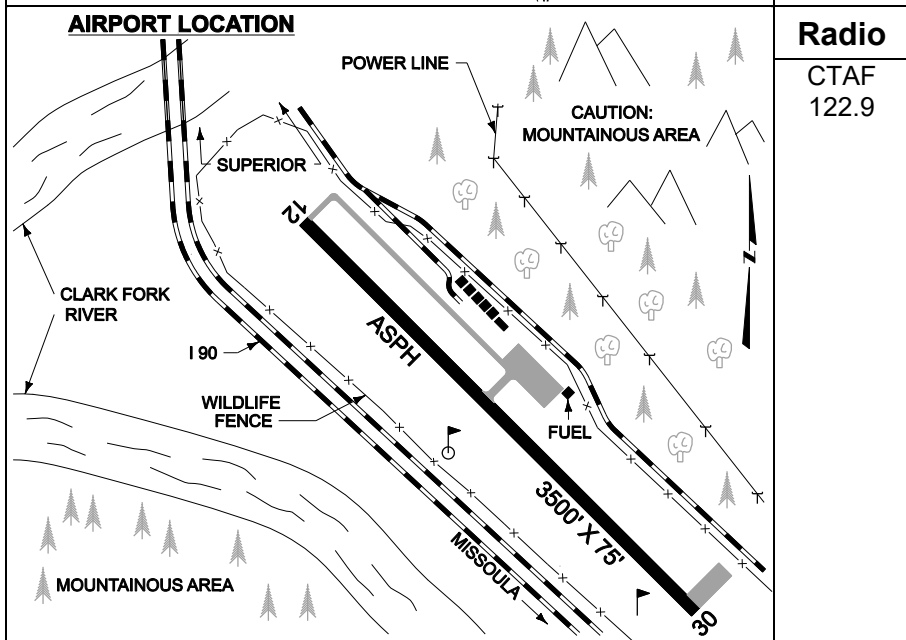 AIRPORT LOCATION
Radio
CTAF
122.9
POWER LINE
CAUTION:
MOUNTAINOUS AREA
SUPERIOR
12
N
CLARK FORK
RIVER
ASPH
I 90
WILDLIFE
FENCE
FUEL
3500' X 75'
MISSOULA
MOUNTAINOUS AREA
30